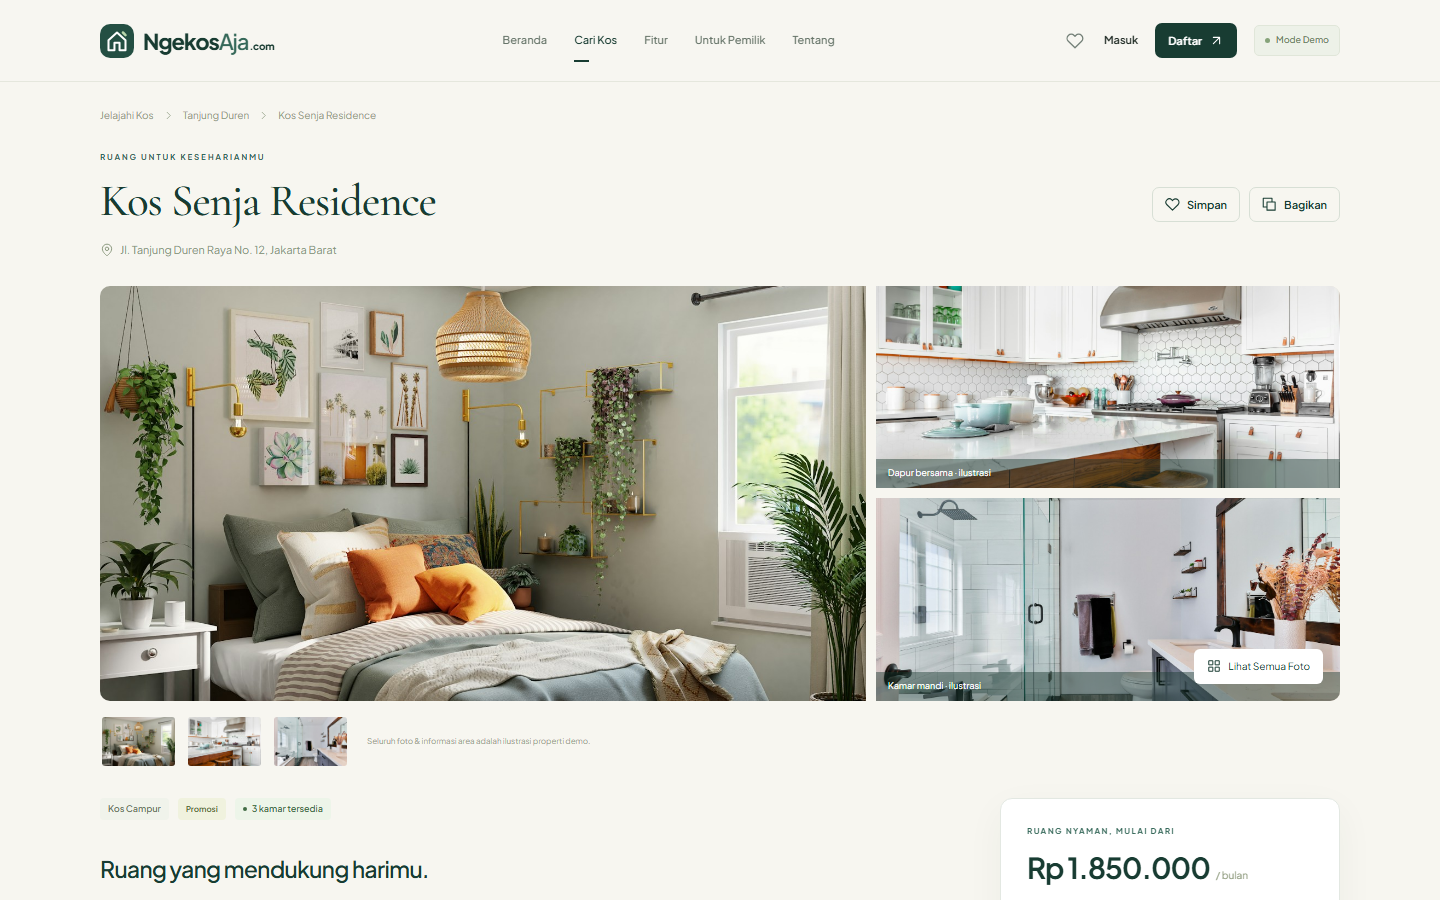 NgekosAja.com
Beranda
Cari Kos
Fitur
Untuk Pemilik
Tentang
Masuk
Daftar
Mode Demo
Jelajahi Kos
Tanjung Duren
Kos Senja Residence
RUANG UNTUK KESEHARIANMU
Kos Senja Residence
Simpan
Bagikan
Jl. Tanjung Duren Raya No. 12, Jakarta Barat
Dapur bersama · ilustrasi
Kamar mandi · ilustrasi
Lihat Semua Foto
Seluruh foto & informasi area adalah ilustrasi properti demo.
Kos Campur
Promosi
3 kamar tersedia
Ruang yang mendukung harimu.
RUANG NYAMAN, MULAI DARI
Rp 1.850.000 / bulan